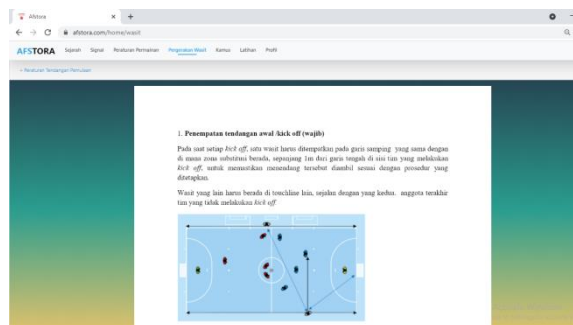 Afstora
afstora.com/home/wasit
AFSTORA Sejarah Sinyal Peraturan Permainan Pergerakan Wasit Kamus Latihan Profil
< Peraturan Tendangan Permulaan
1. Penempatan tendangan awal /kick off (wajib)
Pada saat setiap kick off, satu wasit harus ditempatkan pada garis samping yang sama dengan
di mana zona substitusi berada, sepanjang 1m dari garis tengah di sisi tim yang melakukan
kick off, untuk memastikan menendang tersebut diambil sesuai dengan prosedur yang
ditetapkan.
Wasit yang lain harus berada di touchline lain, sejalan dengan yang kedua. anggota terakhir
tim yang tidak melakukan kick off